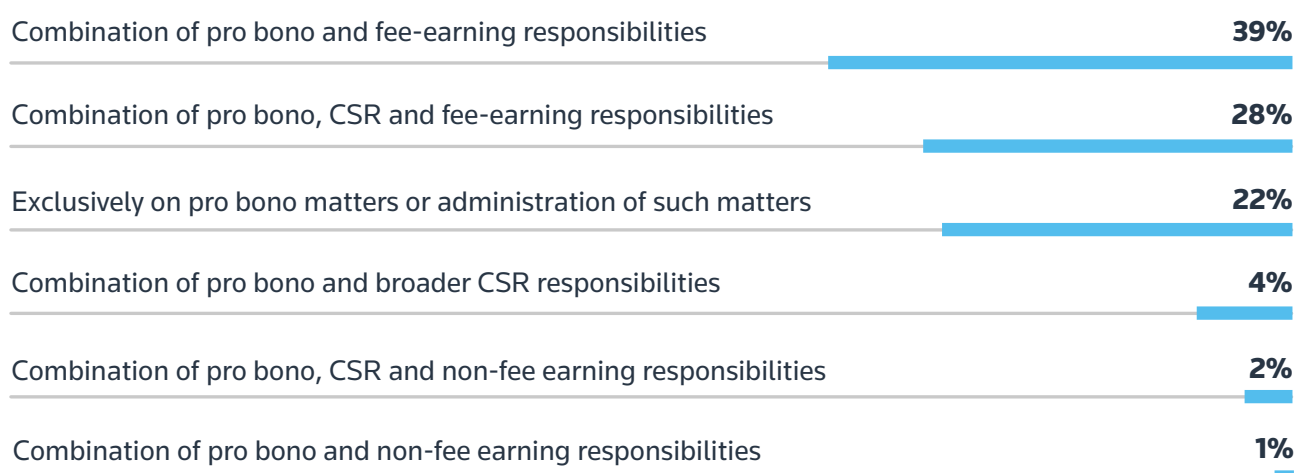 Combination of pro bono and fee-earning responsibilities 39%
Combination of pro bono, CSR and fee-earning responsibilities 28%
Exclusively on pro bono matters or administration of such matters 22%
Combination of pro bono and broader CSR responsibilities 4%
Combination of pro bono, CSR and non-fee earning responsibilities 2%
Combination of pro bono and non-fee earning responsibilities 1%